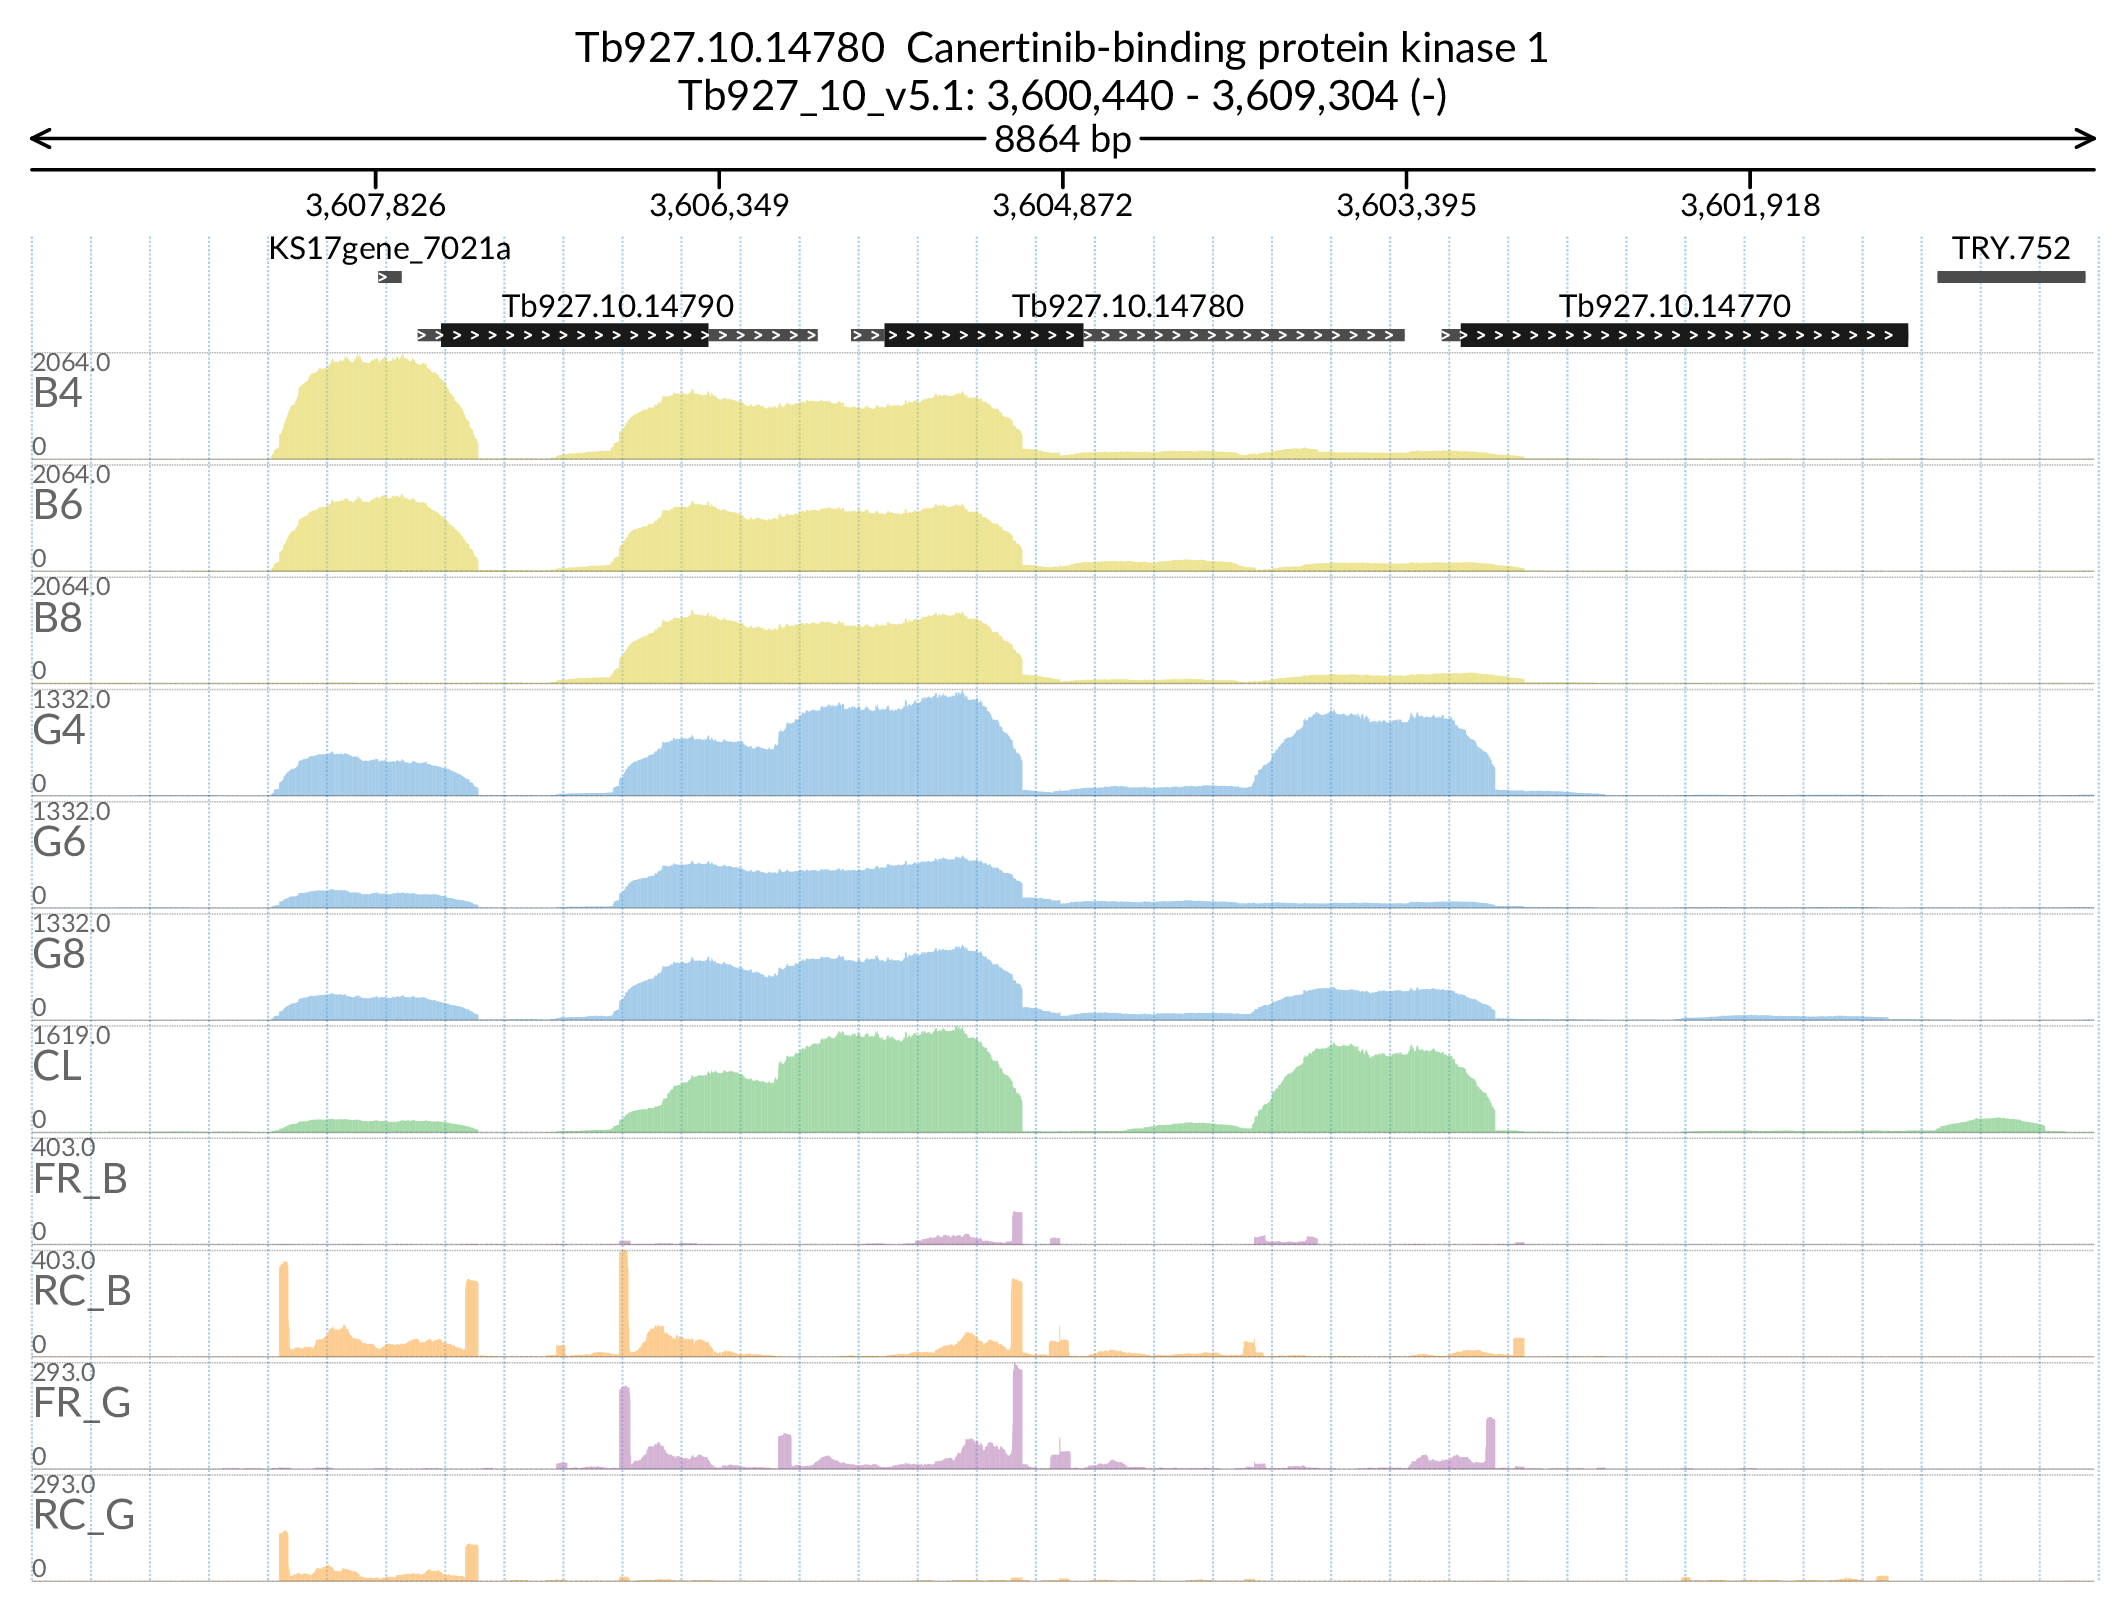 Tb927.10.14780  Canertinib-binding protein kinase 1
Tb927_10_v5.1: 3,600,440 - 3,609,304 (-)
8864 bp
3,607,826 3,606,349 3,604,872 3,603,395 3,601,918
KS17gene_7021a TRY.752
Tb927.10.14790 Tb927.10.14780 Tb927.10.14770
2064.0
B4
0
2064.0
B6
0
2064.0
B8
0
1332.0
G4
0
1332.0
G6
0
1332.0
G8
0
1619.0
CL
0
403.0
FR_B
0
403.0
RC_B
0
293.0
FR_G
0
293.0
RC_G
0